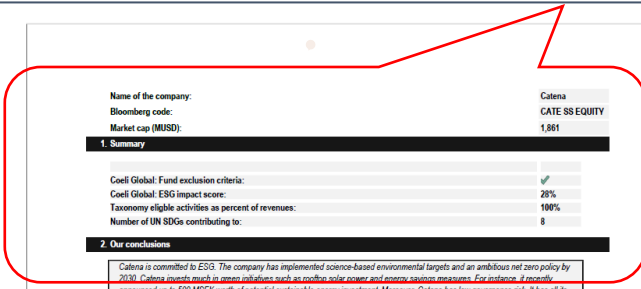 Name of the company: Catena
Bloomberg code: CATE SS EQUITY
Market cap (MUSD): 1,861
1. Summary
Coeli Global: Fund exclusion criteria: ✔
Coeli Global: ESG impact score: 28%
Taxonomy eligble activities as percent of revenues: 100%
Number of UN SDGs contributing to: 8
2. Our conclusions
Catena is committed to ESG. The company has implemented science-based environmental targets and an ambitious net zero policy by
2030. Catena invests much in green initiatives such as rooftop solar power and energy savings measures. For instance, it recently